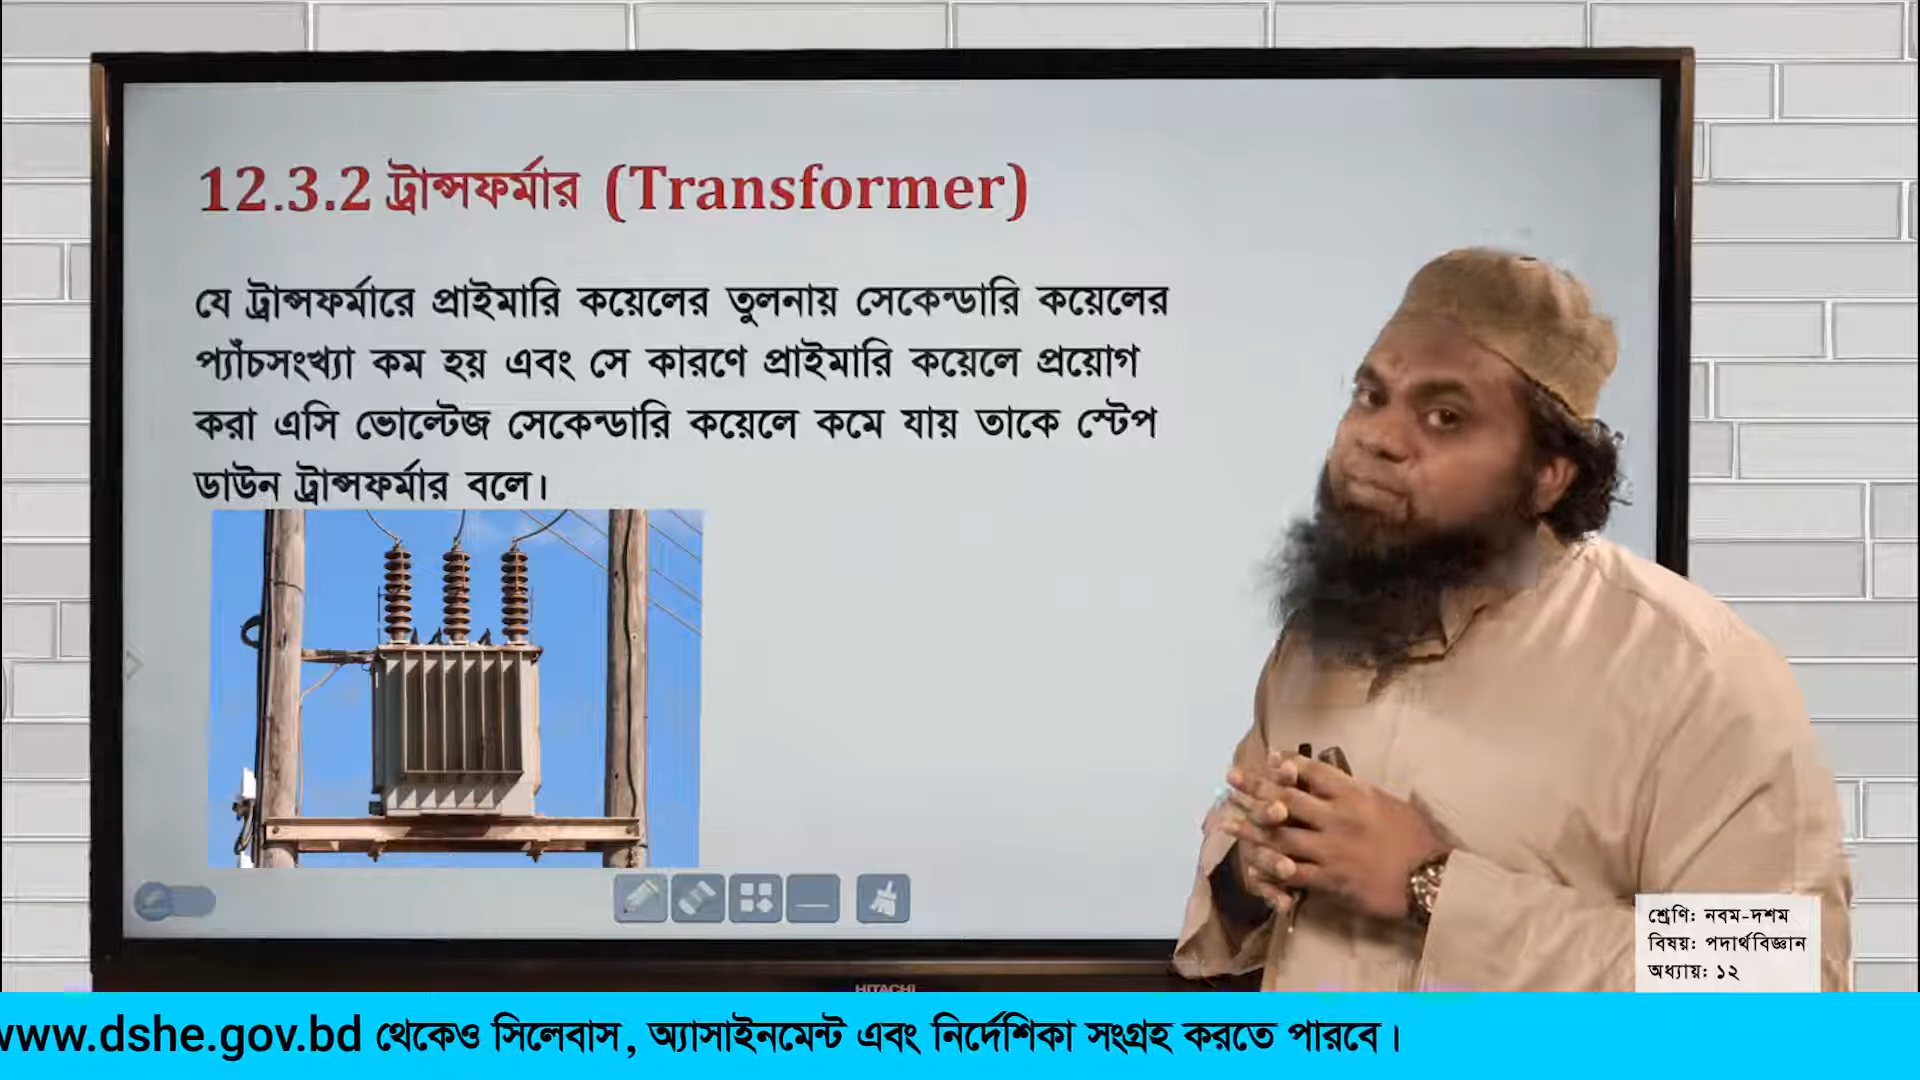 12.3.2 ট্রান্সফর্মার (Transformer)
যে ট্রান্সফর্মারে প্রাইমারি কয়েলের তুলনায় সেকেন্ডারি কয়েলের
প্যাঁচসংখ্যা কম হয় এবং সে কারণে প্রাইমারি কয়েলে প্রয়োগ
করা এসি ভোল্টেজ সেকেন্ডারি কয়েলে কমে যায় তাকে স্টেপ
ডাউন ট্রান্সফর্মার বলে।
HITACHI
শ্রেণি: নবম-দশম
বিষয়: পদার্থবিজ্ঞান
অধ্যায়: ১২
www.dshe.gov.bd থেকেও সিলেবাস, অ্যাসাইনমেন্ট এবং নির্দেশিকা সংগ্রহ করতে পারবে।